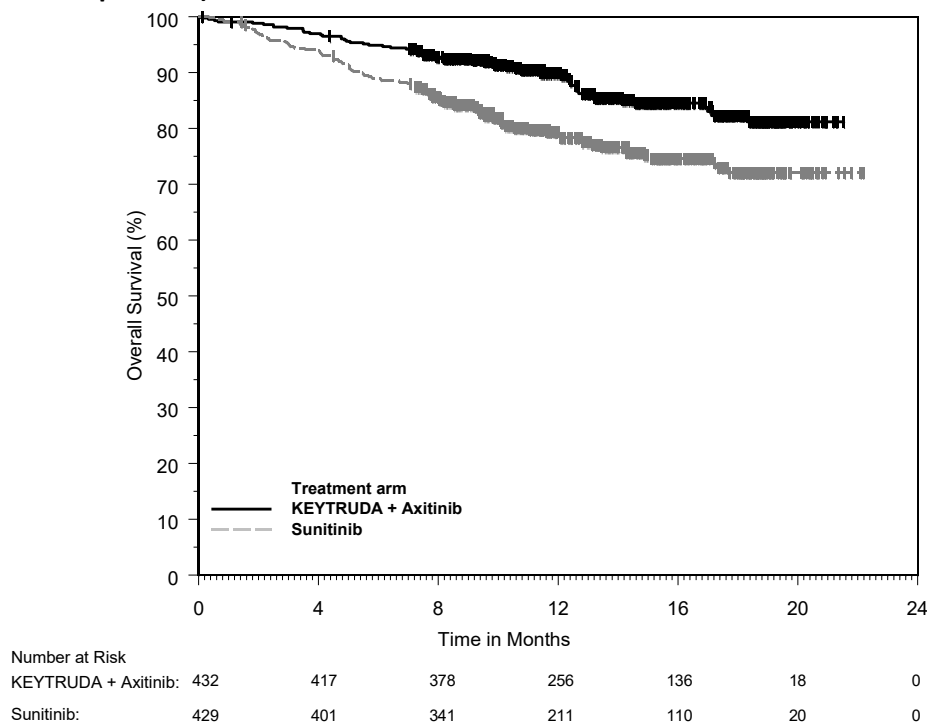 100
90
80
70
60
50
40
30
20
10
0
Overall Survival (%)
Treatment arm
KEYTRUDA + Axitinib
Sunitinib
0 4 8 12 16 20 24
Time in Months
Number at Risk
KEYTRUDA + Axitinib: 432 417 378 256 136 18 0
Sunitinib: 429 401 341 211 110 20 0